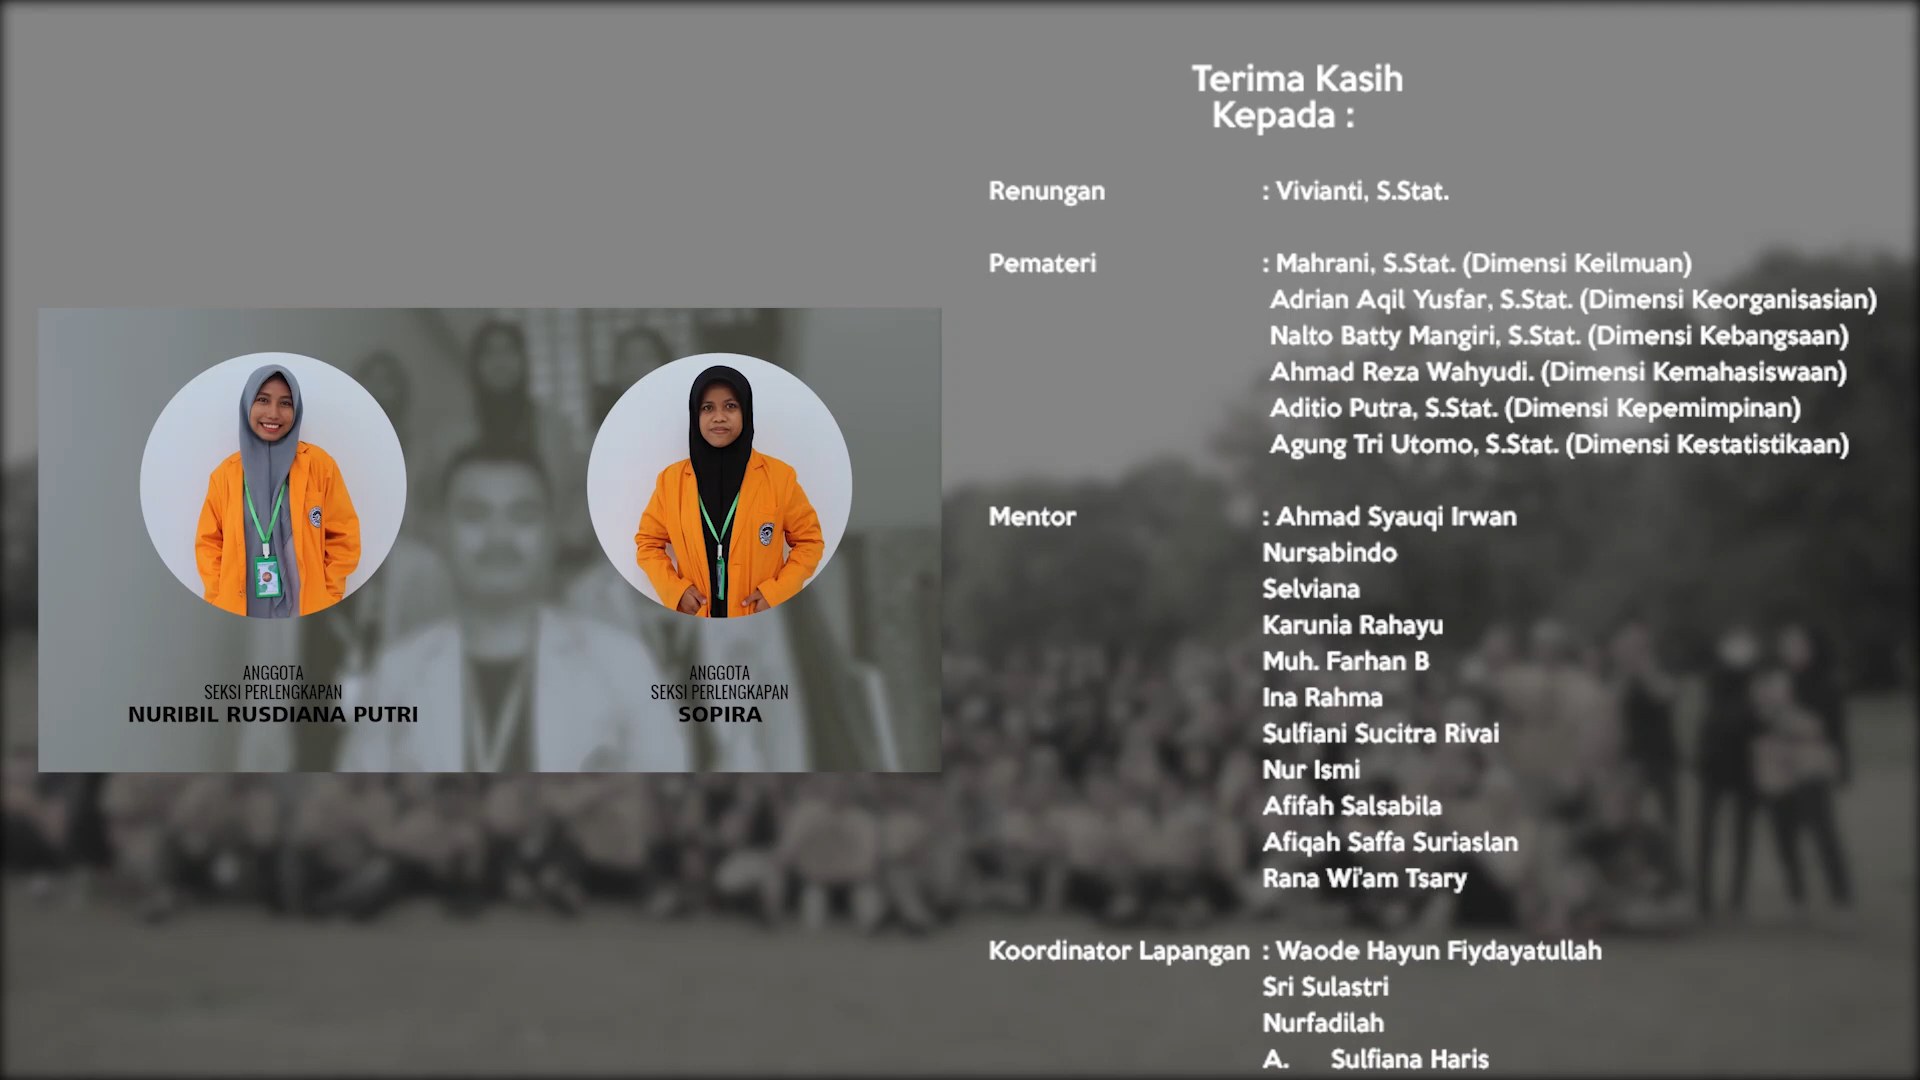 Terima Kasih
Kepada :
Renungan : Vivianti, S.Stat.
Pemateri : Mahrani, S.Stat. (Dimensi Keilmuan)
Adrian Aqil Yusfar, S.Stat. (Dimensi Keorganisasian)
Nalto Batty Mangiri, S.Stat. (Dimensi Kebangsaan)
Ahmad Reza Wahyudi. (Dimensi Kemahasiswaan)
Aditio Putra, S.Stat. (Dimensi Kepemimpinan)
Agung Tri Utomo, S.Stat. (Dimensi Kestatistikaan)
Mentor : Ahmad Syauqi Irwan
Nursabindo
Selviana
Karunia Rahayu
Muh. Farhan B
Ina Rahma
Sulfiani Sucitra Rivai
Nur Ismi
Afifah Salsabila
Afiqah Saffa Suriaslan
Rana Wi'am Tsary
Koordinator Lapangan : Waode Hayun Fiydayatullah
Sri Sulastri
Nurfadilah
A. Sulfiana Haris
ANGGOTA
SEKSI PERLENGKAPAN
NURIBIL RUSDIANA PUTRI
ANGGOTA
SEKSI PERLENGKAPAN
SOPIRA